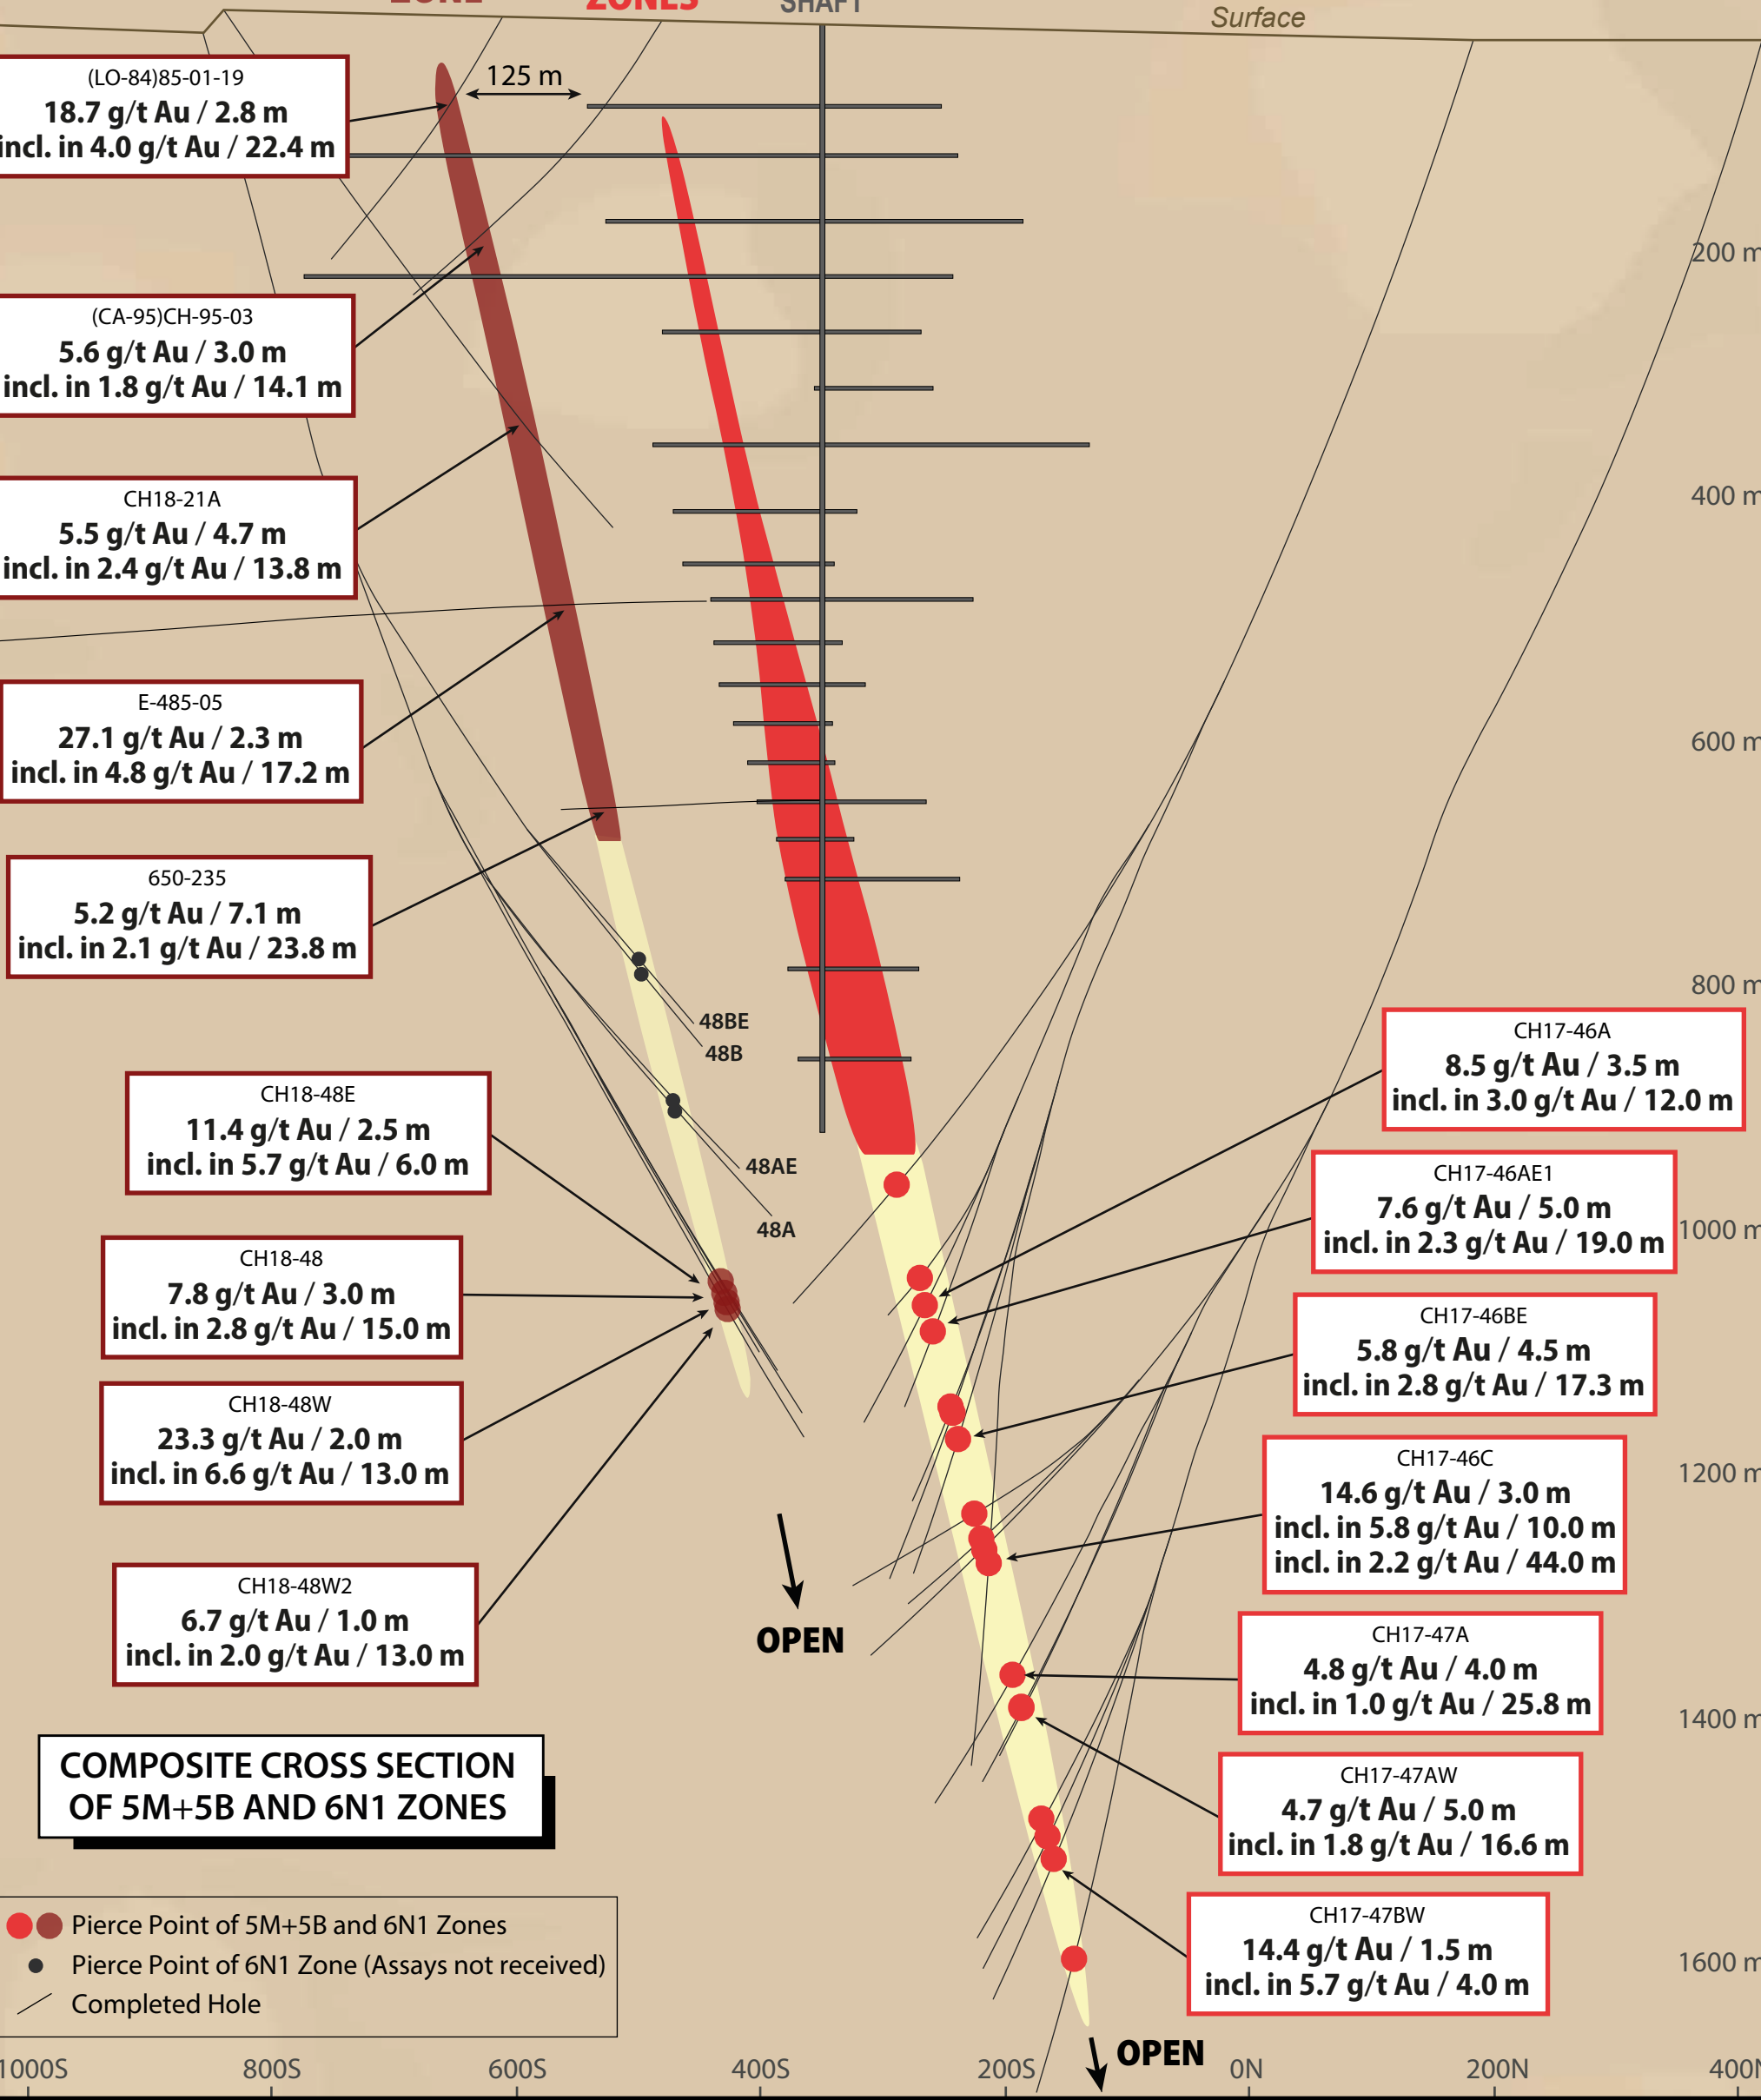 ZONE
ZONES
SHAFT
Surface
(LO-84)85-01-19
18.7 g/t Au / 2.8 m
incl. in 4.0 g/t Au / 22.4 m
125 m
(CA-95)CH-95-03
5.6 g/t Au / 3.0 m
incl. in 1.8 g/t Au / 14.1 m
CH18-21A
5.5 g/t Au / 4.7 m
incl. in 2.4 g/t Au / 13.8 m
E-485-05
27.1 g/t Au / 2.3 m
incl. in 4.8 g/t Au / 17.2 m
650-235
5.2 g/t Au / 7.1 m
incl. in 2.1 g/t Au / 23.8 m
48BE
48B
48AE
48A
CH18-48E
11.4 g/t Au / 2.5 m
incl. in 5.7 g/t Au / 6.0 m
CH18-48
7.8 g/t Au / 3.0 m
incl. in 2.8 g/t Au / 15.0 m
CH18-48W
23.3 g/t Au / 2.0 m
incl. in 6.6 g/t Au / 13.0 m
CH18-48W2
6.7 g/t Au / 1.0 m
incl. in 2.0 g/t Au / 13.0 m
OPEN
200 m
400 m
600 m
800 m
1000 m
1200 m
1400 m
1600 m
CH17-46A
8.5 g/t Au / 3.5 m
incl. in 3.0 g/t Au / 12.0 m
CH17-46AE1
7.6 g/t Au / 5.0 m
incl. in 2.3 g/t Au / 19.0 m
CH17-46BE
5.8 g/t Au / 4.5 m
incl. in 2.8 g/t Au / 17.3 m
CH17-46C
14.6 g/t Au / 3.0 m
incl. in 5.8 g/t Au / 10.0 m
incl. in 2.2 g/t Au / 44.0 m
CH17-47A
4.8 g/t Au / 4.0 m
incl. in 1.0 g/t Au / 25.8 m
CH17-47AW
4.7 g/t Au / 5.0 m
incl. in 1.8 g/t Au / 16.6 m
CH17-47BW
14.4 g/t Au / 1.5 m
incl. in 5.7 g/t Au / 4.0 m
OPEN
COMPOSITE CROSS SECTION
OF 5M+5B AND 6N1 ZONES
Pierce Point of 5M+5B and 6N1 Zones
Pierce Point of 6N1 Zone (Assays not received)
Completed Hole
1000S 800S 600S 400S 200S 0N 200N 400N